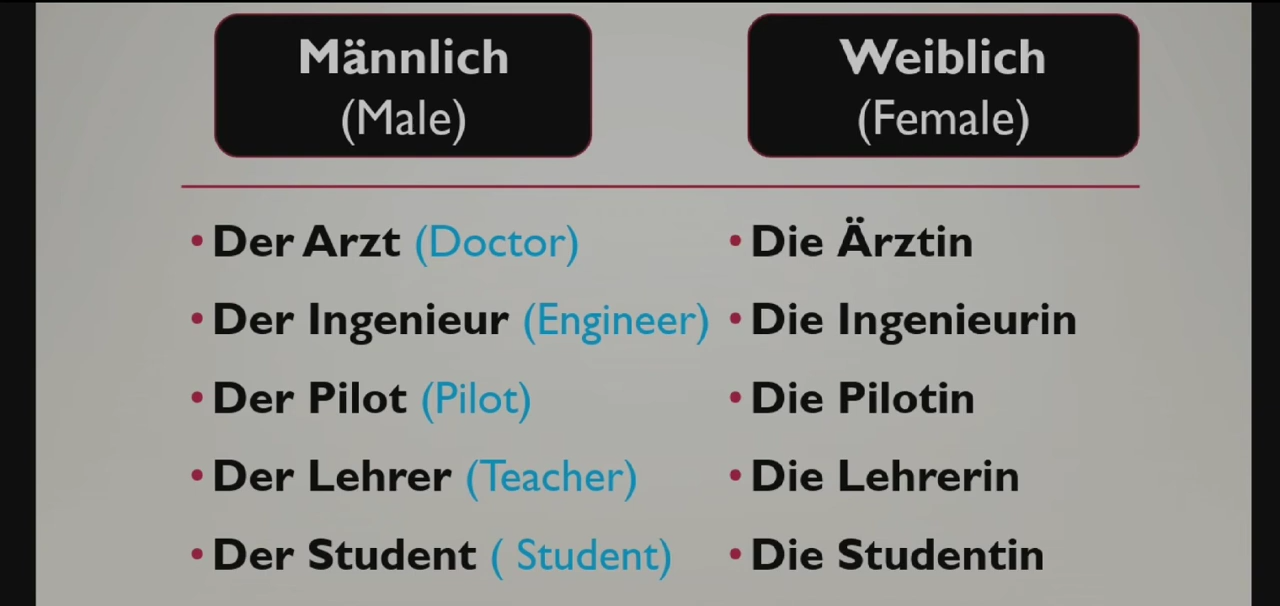 Männlich
(Male)
Weiblich
(Female)
• Der Arzt (Doctor)
• Die Ärztin
• Der Ingenieur (Engineer)
• Die Ingenieurin
• Der Pilot (Pilot)
• Die Pilotin
• Der Lehrer (Teacher)
• Die Lehrerin
• Der Student ( Student)
• Die Studentin